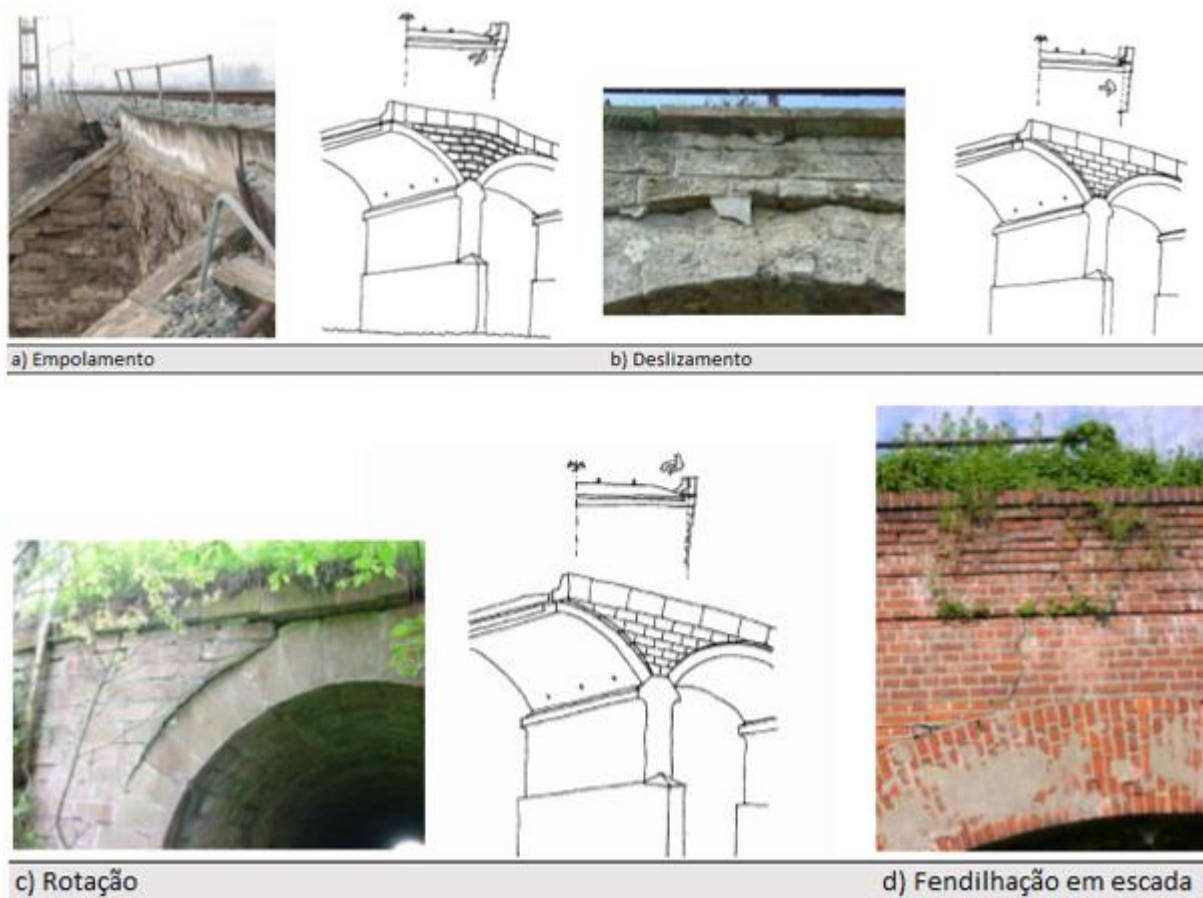 a) Empolamento
b) Deslizamento
c) Rotação
d) Fendilhação em escada